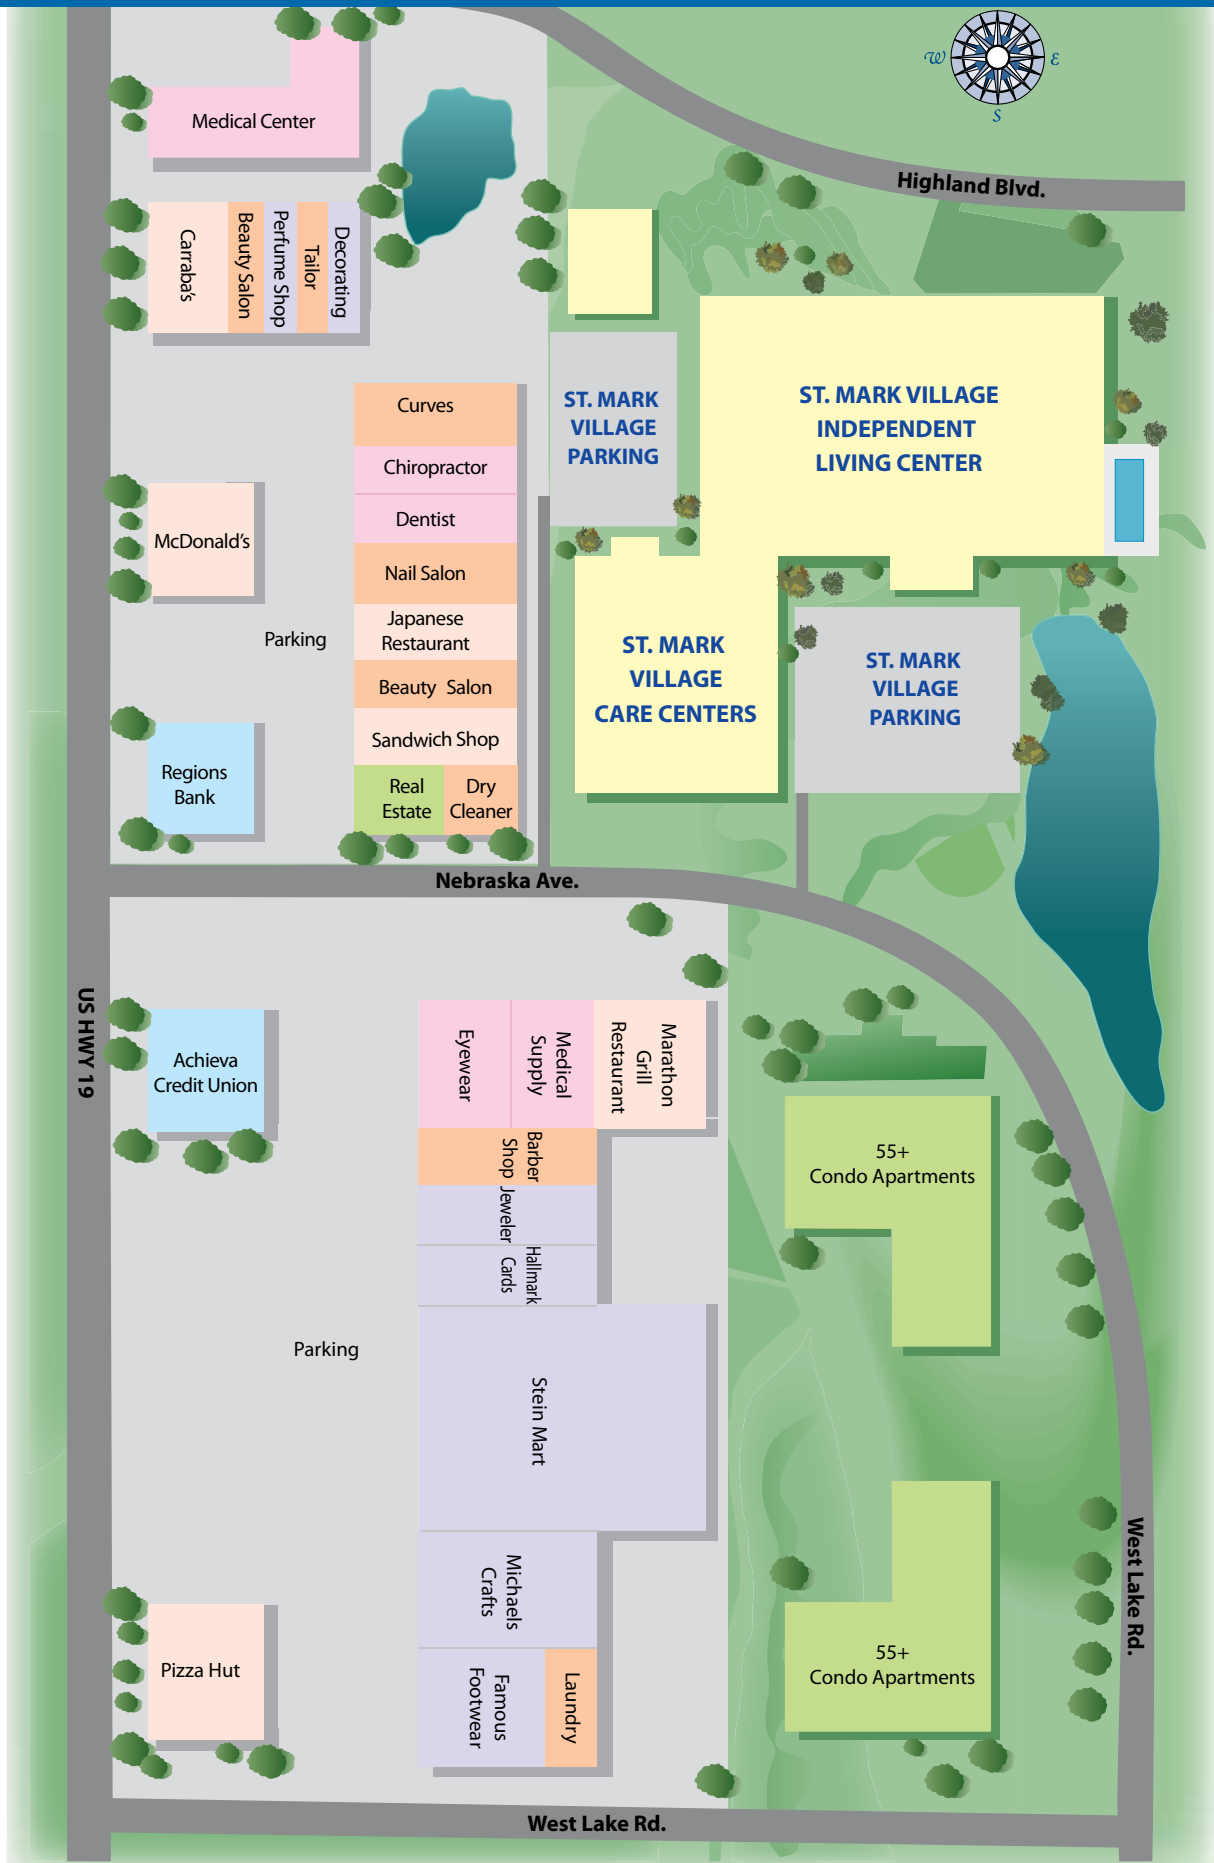 W
E
S
Highland Blvd.
Medical Center
Carraba's
Beauty Salon
Perfume Shop
Tailor
Decorating
Curves
Chiropractor
Dentist
Nail Salon
Japanese
Restaurant
Beauty Salon
Sandwich Shop
Real
Estate
Dry
Cleaner
McDonald's
Parking
Regions
Bank
ST. MARK
VILLAGE
PARKING
ST. MARK VILLAGE
INDEPENDENT
LIVING CENTER
ST. MARK
VILLAGE
CARE CENTERS
ST. MARK
VILLAGE
PARKING
Nebraska Ave.
US HWY 19
Achieva
Credit Union
Eyewear
Medical
Supply
Marathon
Grill
Restaurant
Barber
Shop
Jeweler
Hallmark
Cards
Parking
Stein Mart
Michaels
Crafts
Famous
Footwear
Laundry
Pizza Hut
55+
Condo Apartments
55+
Condo Apartments
West Lake Rd.
West Lake Rd.